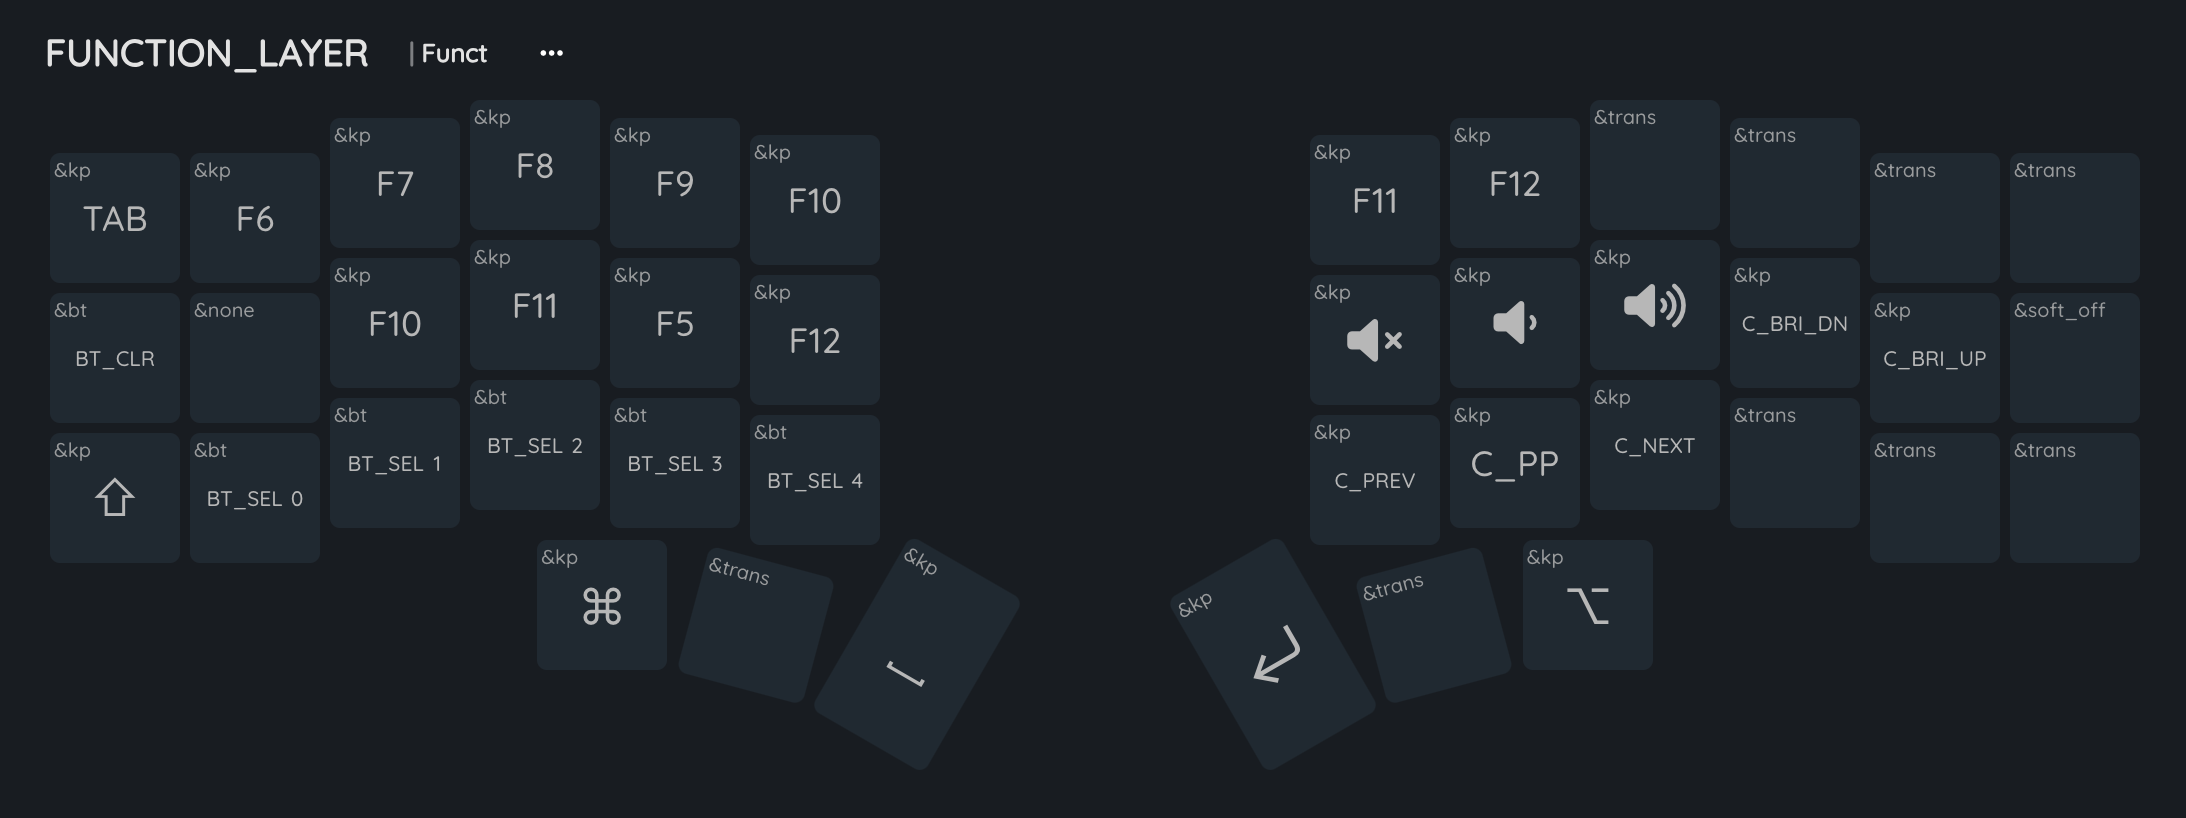 FUNCTION_LAYER | Funct ...
&kp TAB
&kp F6
&kp F7
&kp F8
&kp F9
&kp F10
&kp F11
&kp F12
&trans
&trans
&trans
&trans
&bt BT_CLR
&none
&kp F10
&kp F11
&kp F5
&kp F12
&kp
&kp
&kp
&kp C_BRI_DN
&kp C_BRI_UP
&soft_off
&kp ⇧
&bt BT_SEL 0
&bt BT_SEL 1
&bt BT_SEL 2
&bt BT_SEL 3
&bt BT_SEL 4
&kp C_PREV
&kp C_PP
&kp C_NEXT
&trans
&trans
&trans
&kp ⌘
&trans
&kp ⎵
&kp ↵
&trans
&kp ⌥